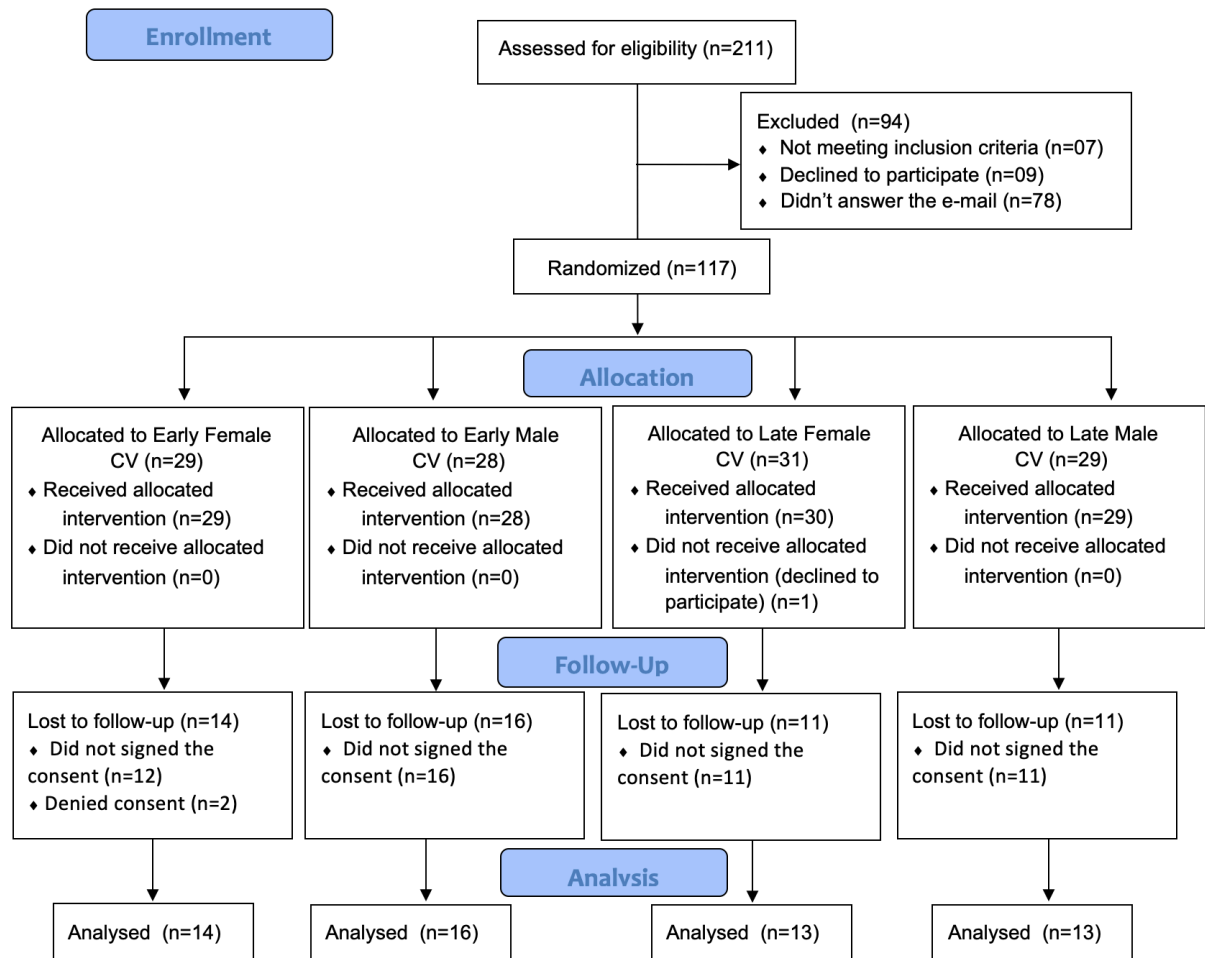 Enrollment
Assessed for eligibility (n=211)
Excluded (n=94)
♦ Not meeting inclusion criteria (n=07)
♦ Declined to participate (n=09)
♦ Didn’t answer the e-mail (n=78)
Randomized (n=117)
Allocation
Allocated to Early Female
CV (n=29)
♦ Received allocated
intervention (n=29)
♦ Did not receive allocated
intervention (n=0)
Allocated to Early Male
CV (n=28)
♦ Received allocated
intervention (n=28)
♦ Did not receive allocated
intervention (n=0)
Allocated to Late Female
CV (n=31)
♦ Received allocated
intervention (n=30)
♦ Did not receive allocated
intervention (declined to
participate) (n=1)
Allocated to Late Male
CV (n=29)
♦ Received allocated
intervention (n=29)
♦ Did not receive allocated
intervention (n=0)
Follow-Up
Lost to follow-up (n=14)
♦ Did not signed the
consent (n=12)
♦ Denied consent (n=2)
Lost to follow-up (n=16)
♦ Did not signed the
consent (n=16)
Lost to follow-up (n=11)
♦ Did not signed the
consent (n=11)
Lost to follow-up (n=11)
♦ Did not signed the
consent (n=11)
Analysis
Analysed (n=14)
Analysed (n=16)
Analysed (n=13)
Analysed (n=13)